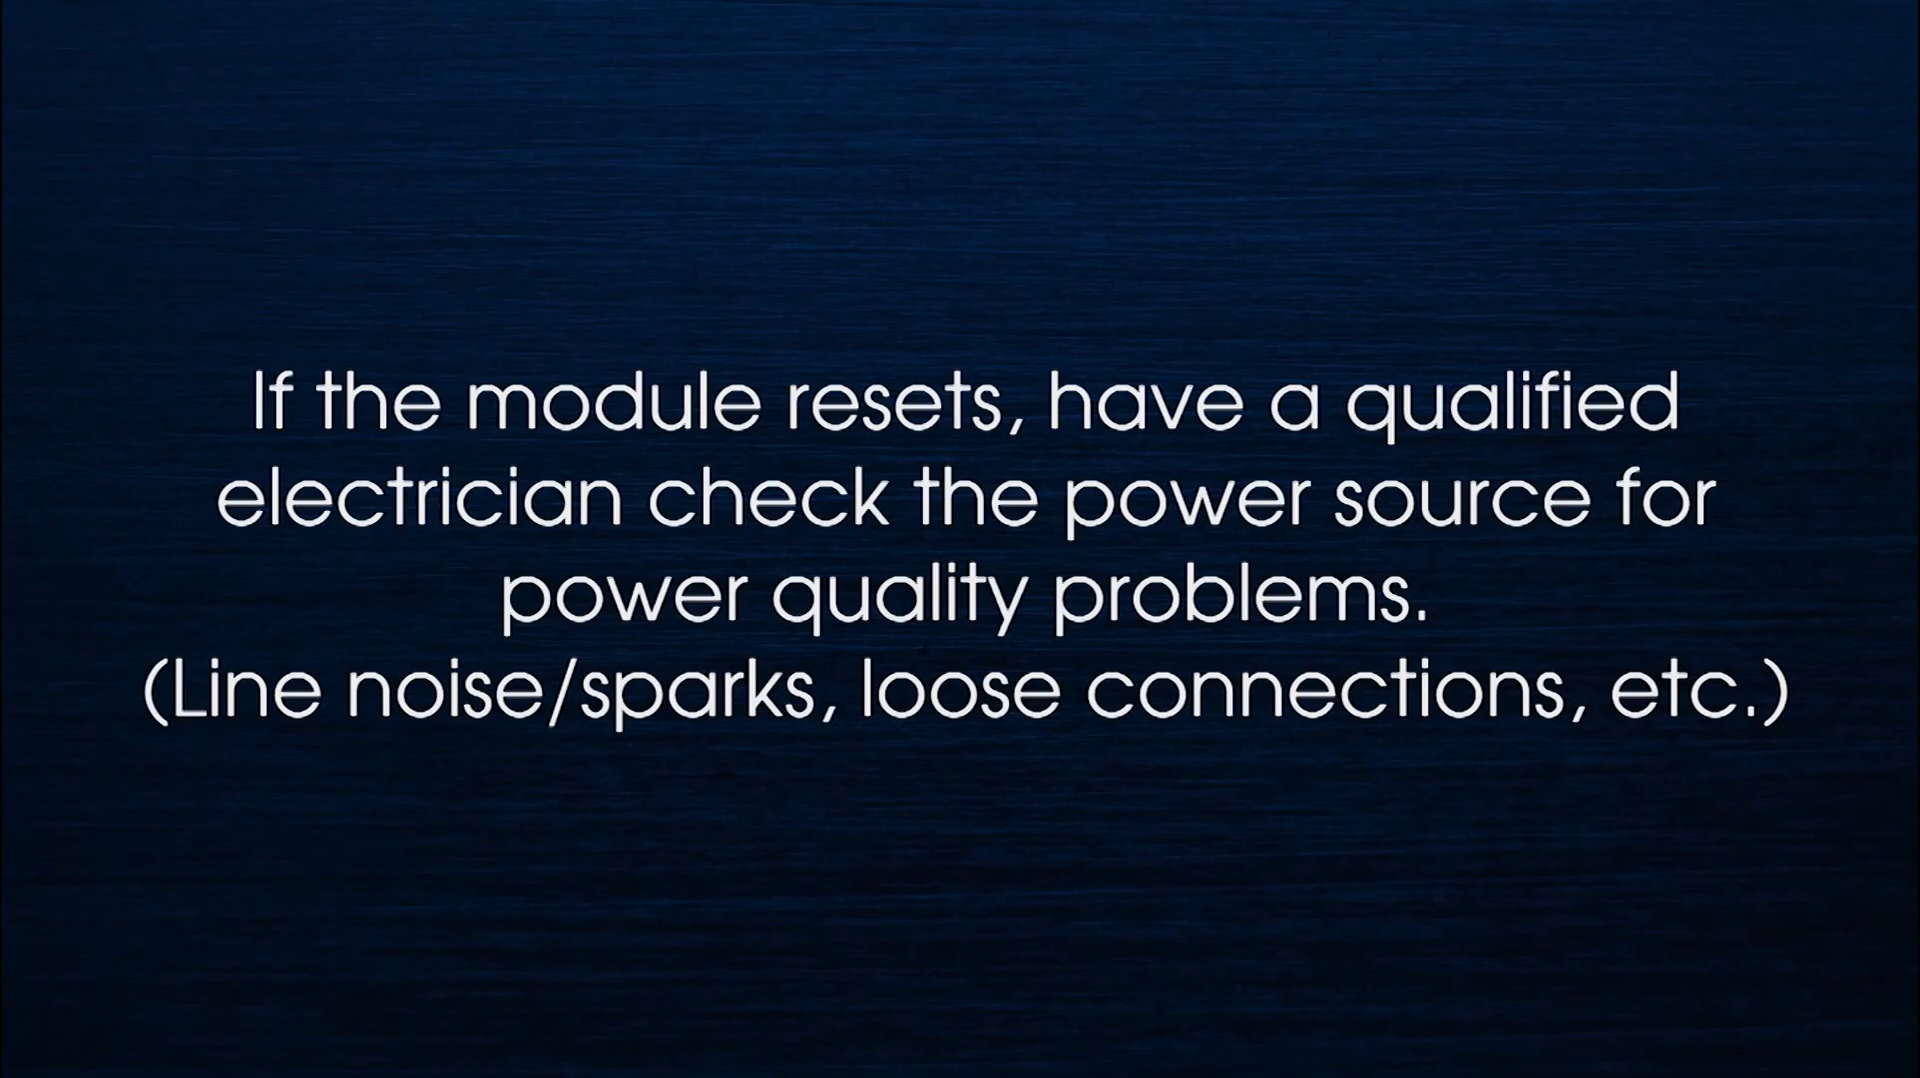 If the module resets, have a qualified
electrician check the power source for
power quality problems.
(Line noise/sparks, loose connections, etc.)